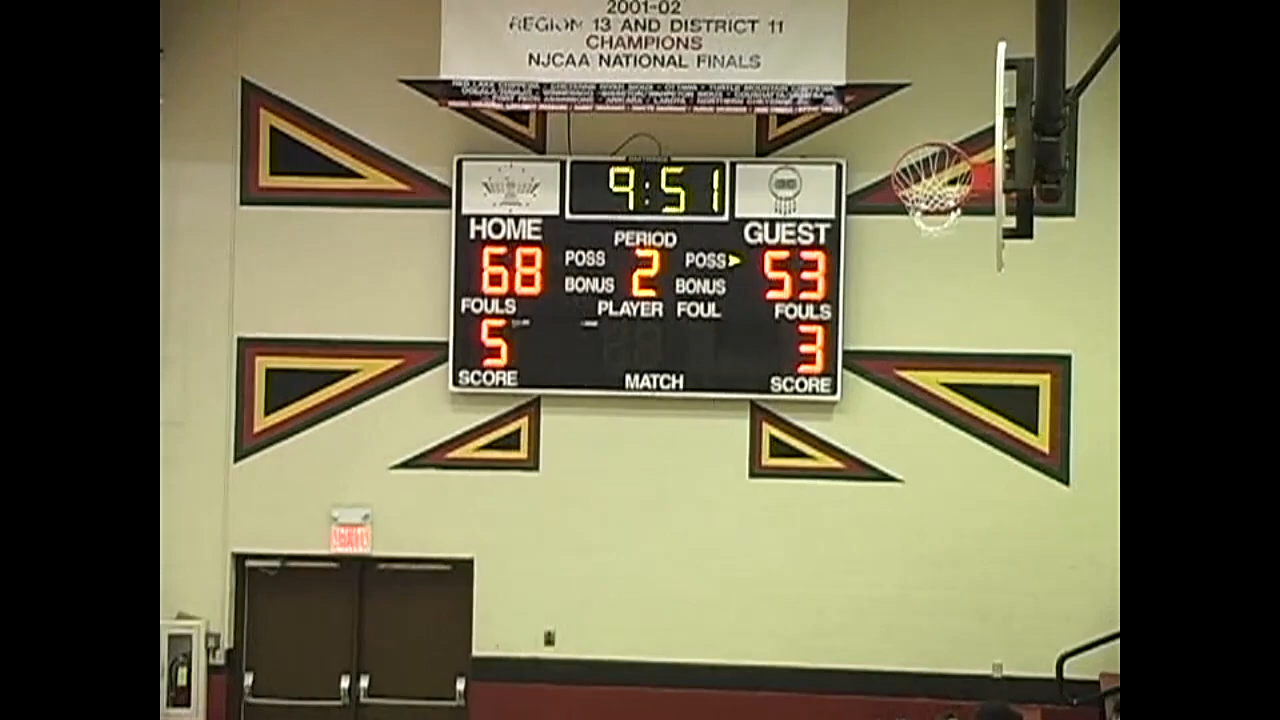 2001-02
REGION 13 AND DISTRICT 11
CHAMPIONS
NJCAA NATIONAL FINALS
9:51
HOME
PERIOD
GUEST
68
POSS
2
POSS
53
BONUS
BONUS
FOULS
PLAYER FOUL
FOULS
5
3
SCORE
MATCH
SCORE